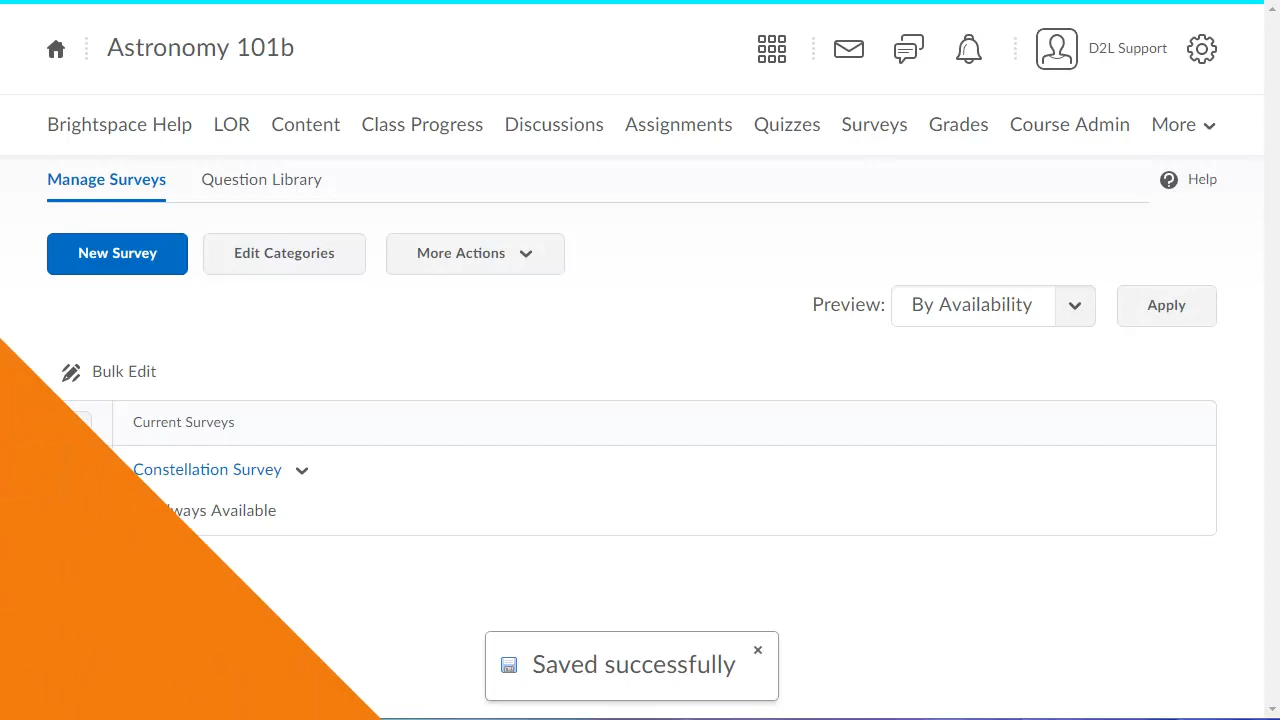 Astronomy 101b
D2L Support
Brightspace Help LOR Content Class Progress Discussions Assignments Quizzes Surveys Grades Course Admin More
Manage Surveys Question Library Help
New Survey Edit Categories More Actions
Preview: By Availability Apply
Bulk Edit
Current Surveys
Constellation Survey
ways Available
Saved successfully